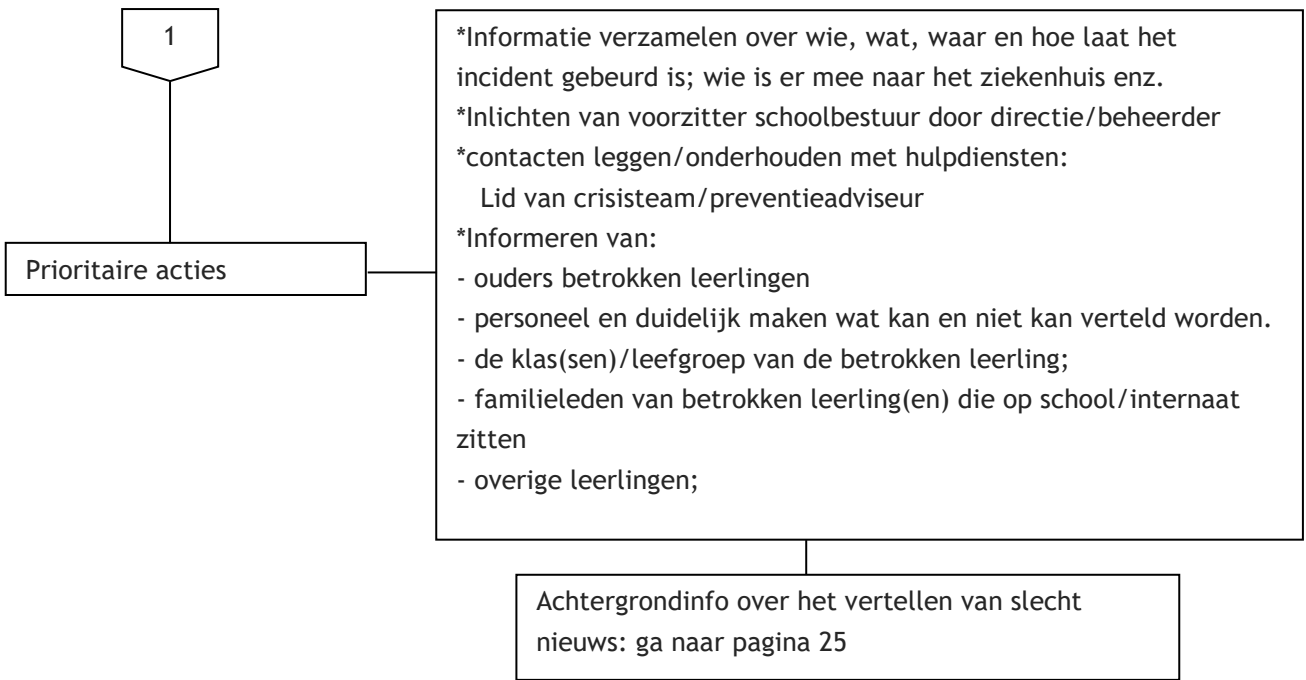 1
*Informatie verzamelen over wie, wat, waar en hoe laat het
incident gebeurd is; wie is er mee naar het ziekenhuis enz.
*Inlichten van voorzitter schoolbestuur door directie/beheerder
*contacten leggen/onderhouden met hulpdiensten:
Lid van crisisteam/preventieadviseur
*Informeren van:
- ouders betrokken leerlingen
- personeel en duidelijk maken wat kan en niet kan verteld worden.
- de klas(sen)/leefgroep van de betrokken leerling;
- familieleden van betrokken leerling(en) die op school/internaat
zitten
- overige leerlingen;
Prioritaire acties
Achtergrondinfo over het vertellen van slecht
nieuws: ga naar pagina 25